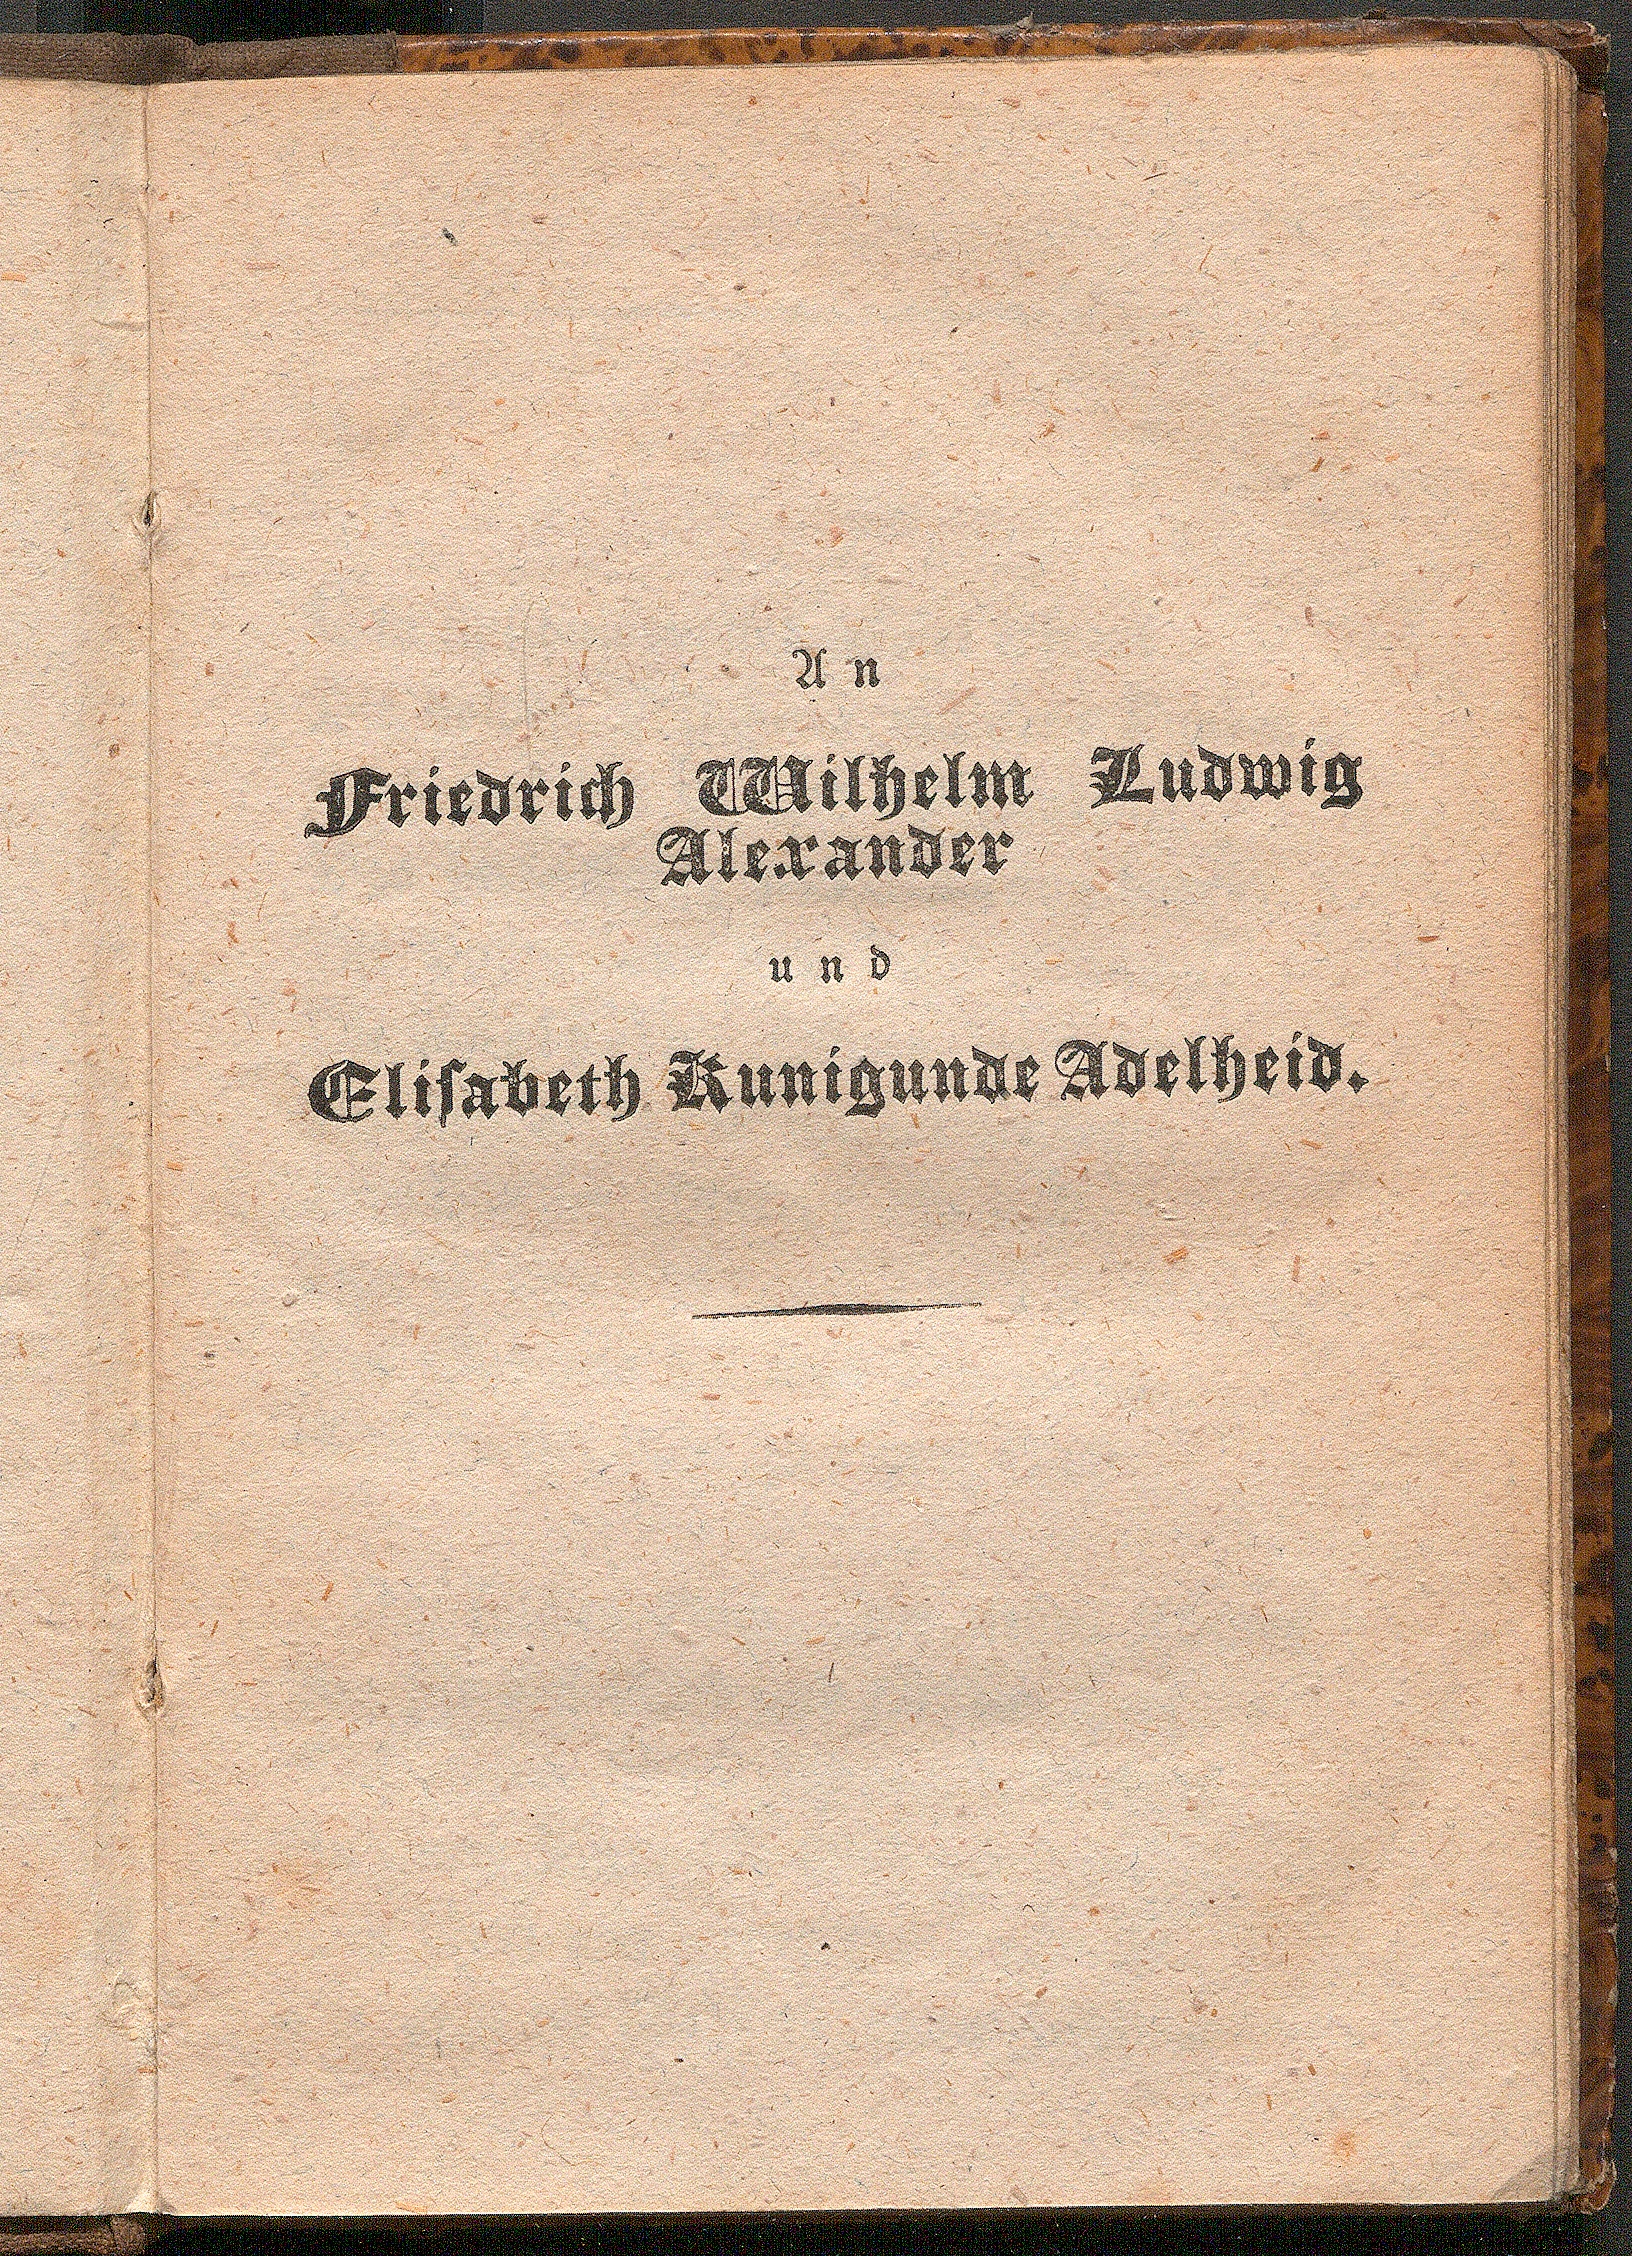 An
Friedrich Wilhelm Ludwig
Alexander
und
Eliſabeth Kunigunde Adelheid.